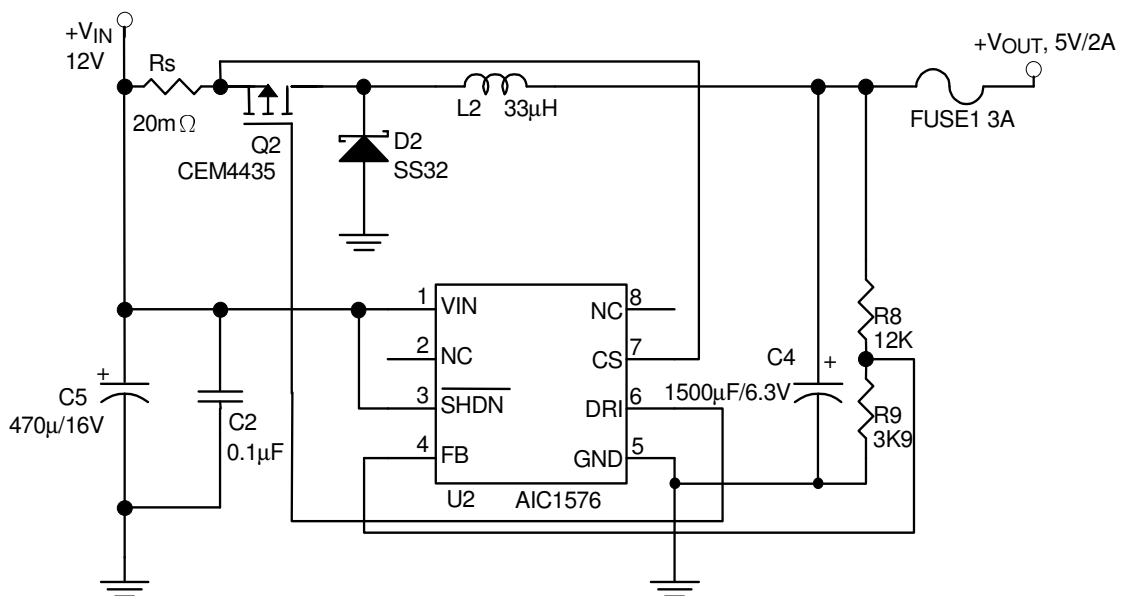 +VIN
12V
Rs
20mΩ
Q2
CEM4435
D2
SS32
L2 33μH
+VOUT, 5V/2A
FUSE1 3A
1 VIN
2 NC
3 SHDN
4 FB
NC 8
CS 7
DRI 6
GND 5
U2 AIC1576
C5
470μ/16V
C2
0.1μF
C4
1500μF/6.3V
R8
12K
R9
3K9
+
+